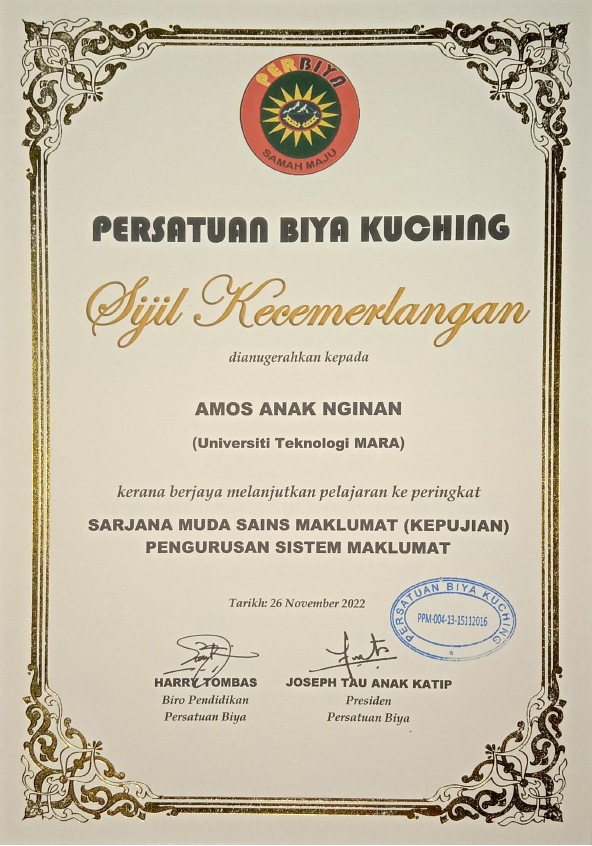 PERBIYA
SAMAH MAJU
PERSATUAN BIYA KUCHING
Sijil Kecemerlangan
dianugerahkan kepada
AMOS ANAK NGINAN
(Universiti Teknologi MARA)
kerana berjaya melanjutkan pelajaran ke peringkat
SARJANA MUDA SAINS MAKLUMAT (KEPUJIAN)
PENGURUSAN SISTEM MAKLUMAT
Tarikh: 26 November 2022
PERSATUAN BIYA KUCHING
PPM-004-13-15112016
HARRY TOMBAS
Biro Pendidikan
Persatuan Biya
JOSEPH TAU ANAK KATIP
Presiden
Persatuan Biya